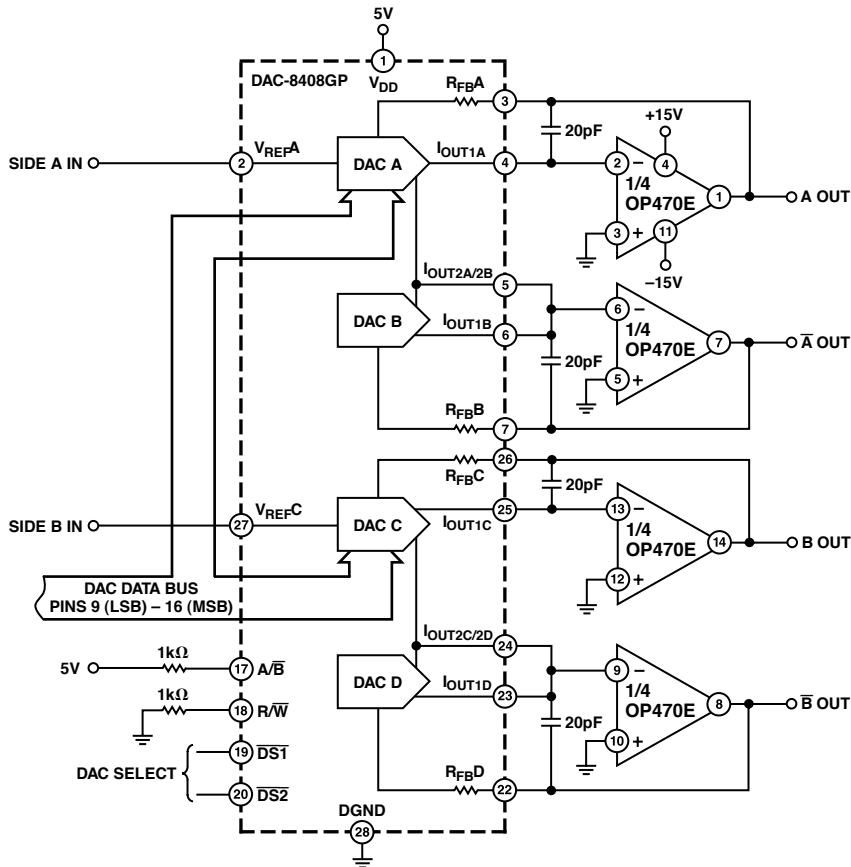 5V
1
DAC-8408GP
VDD
RFBA
3
+15V
20pF
SIDE A IN
2
VREFA
DAC A
IOUT1A
4
2
−
4
1/4
OP470E
1
A OUT
3
+
11
−15V
IOUT2A/2B
5
DAC B
IOUT1B
6
6
−
1/4
OP470E
7
A̅ OUT
20pF
5
+
RFBB
7
26
RFBC
20pF
SIDE B IN
27
VREFC
DAC C
IOUT1C
25
13
−
1/4
OP470E
14
B OUT
12
+
DAC DATA BUS
PINS 9 (LSB) – 16 (MSB)
IOUT2C/2D
24
5V
1kΩ
17
A/B̅
DAC D
IOUT1D
23
9
−
1/4
OP470E
8
B̅ OUT
1kΩ
18
R/W̅
20pF
10
+
DAC SELECT
19
D̅S̅1̅
20
D̅S̅2̅
RFBD
22
DGND
28